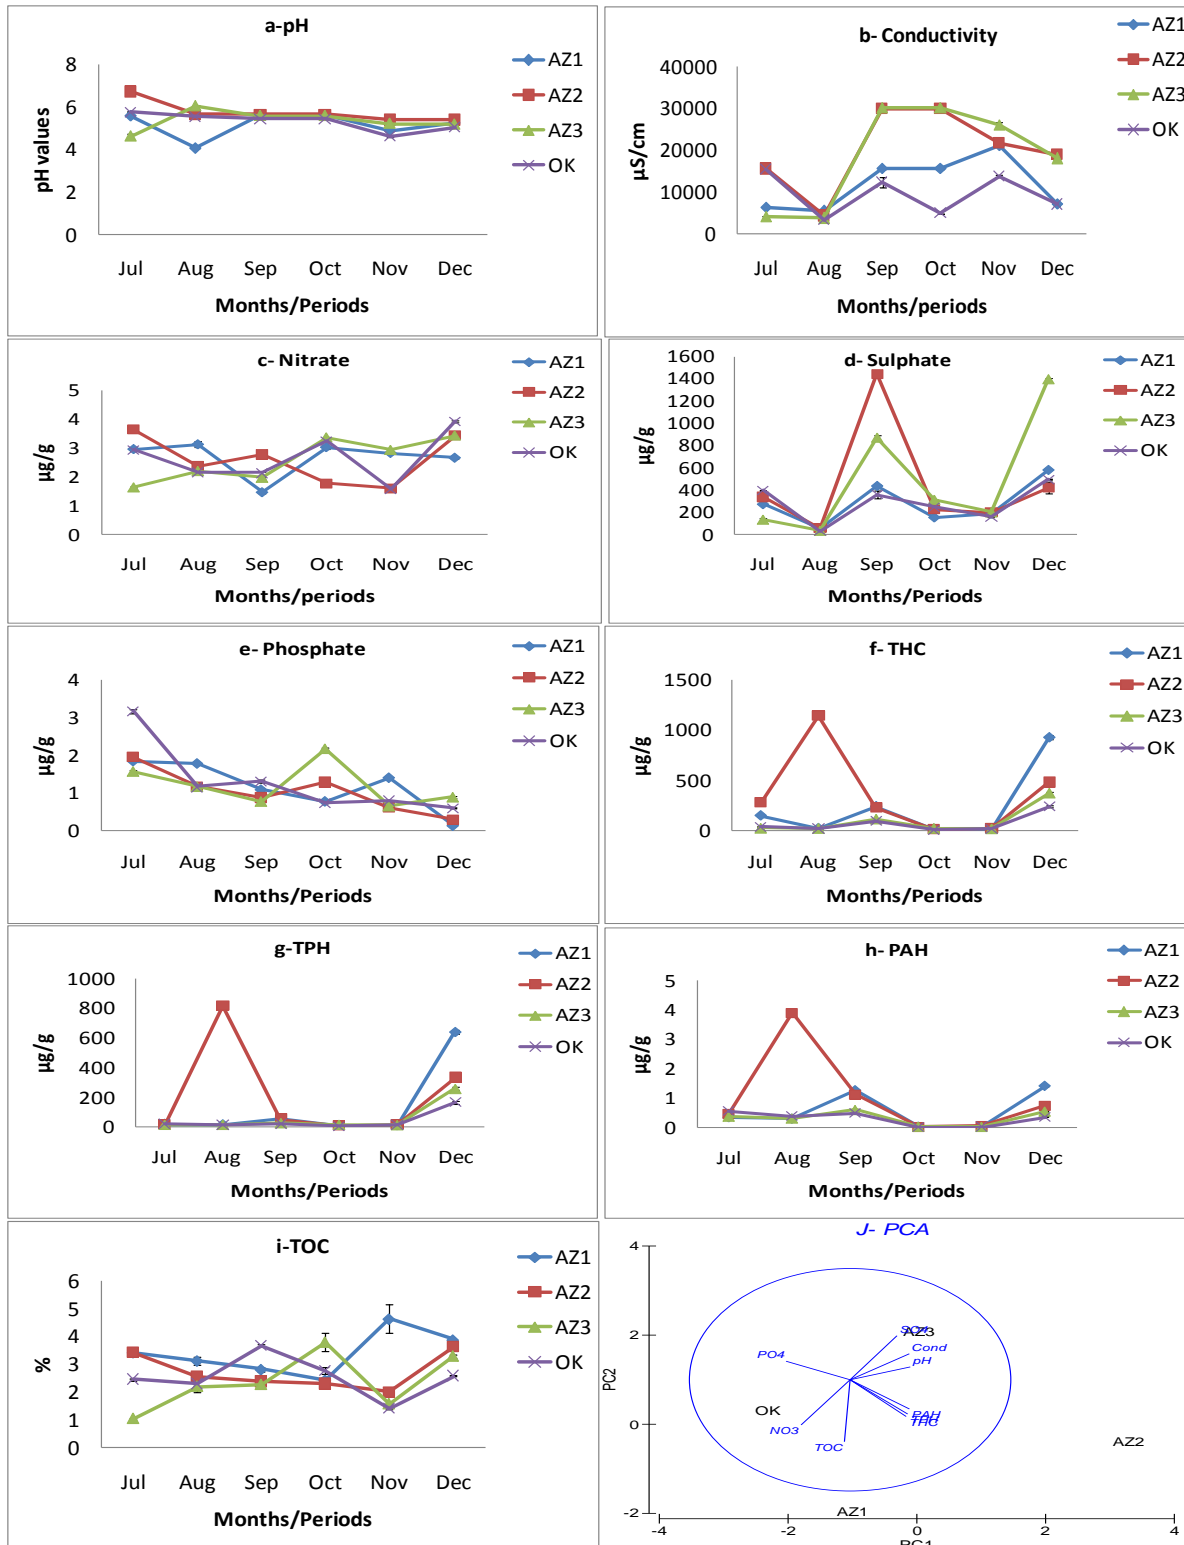 a-pH
AZ1
AZ2
AZ3
OK
8
6
4
2
0
pH values
Jul Aug Sep Oct Nov Dec
Months/Periods
b- Conductivity
AZ1
AZ2
AZ3
OK
40000
30000
20000
10000
0
µS/cm
Jul Aug Sep Oct Nov Dec
Months/periods
c- Nitrate
AZ1
AZ2
AZ3
OK
5
4
3
2
1
0
µg/g
Jul Aug Sep Oct Nov Dec
Months/periods
d- Sulphate
AZ1
AZ2
AZ3
OK
1600
1400
1200
1000
800
600
400
200
0
µg/g
Jul Aug Sep Oct Nov Dec
Months/periods
e- Phosphate
AZ1
AZ2
AZ3
OK
4
3
2
1
0
µg/g
Jul Aug Sep Oct Nov Dec
Months/Periods
f- THC
AZ1
AZ2
AZ3
OK
1500
1000
500
0
µg/g
Jul Aug Sep Oct Nov Dec
Months/Periods
g-TPH
AZ1
AZ2
AZ3
OK
1000
800
600
400
200
0
µg/g
Jul Aug Sep Oct Nov Dec
Months/Periods
h- PAH
AZ1
AZ2
AZ3
OK
5
4
3
2
1
0
µg/g
Jul Aug Sep Oct Nov Dec
Months/Periods
i-TOC
AZ1
AZ2
AZ3
OK
6
5
4
3
2
1
0
%
Jul Aug Sep Oct Nov Dec
Months/Periods
J- PCA
4
2
0
-2
PC2
SO4
AZ3
Cond
pH
PO4
PAH
THC
OK
NO3
TOC
AZ2
AZ1
-4 -2 0 2 4
PC1